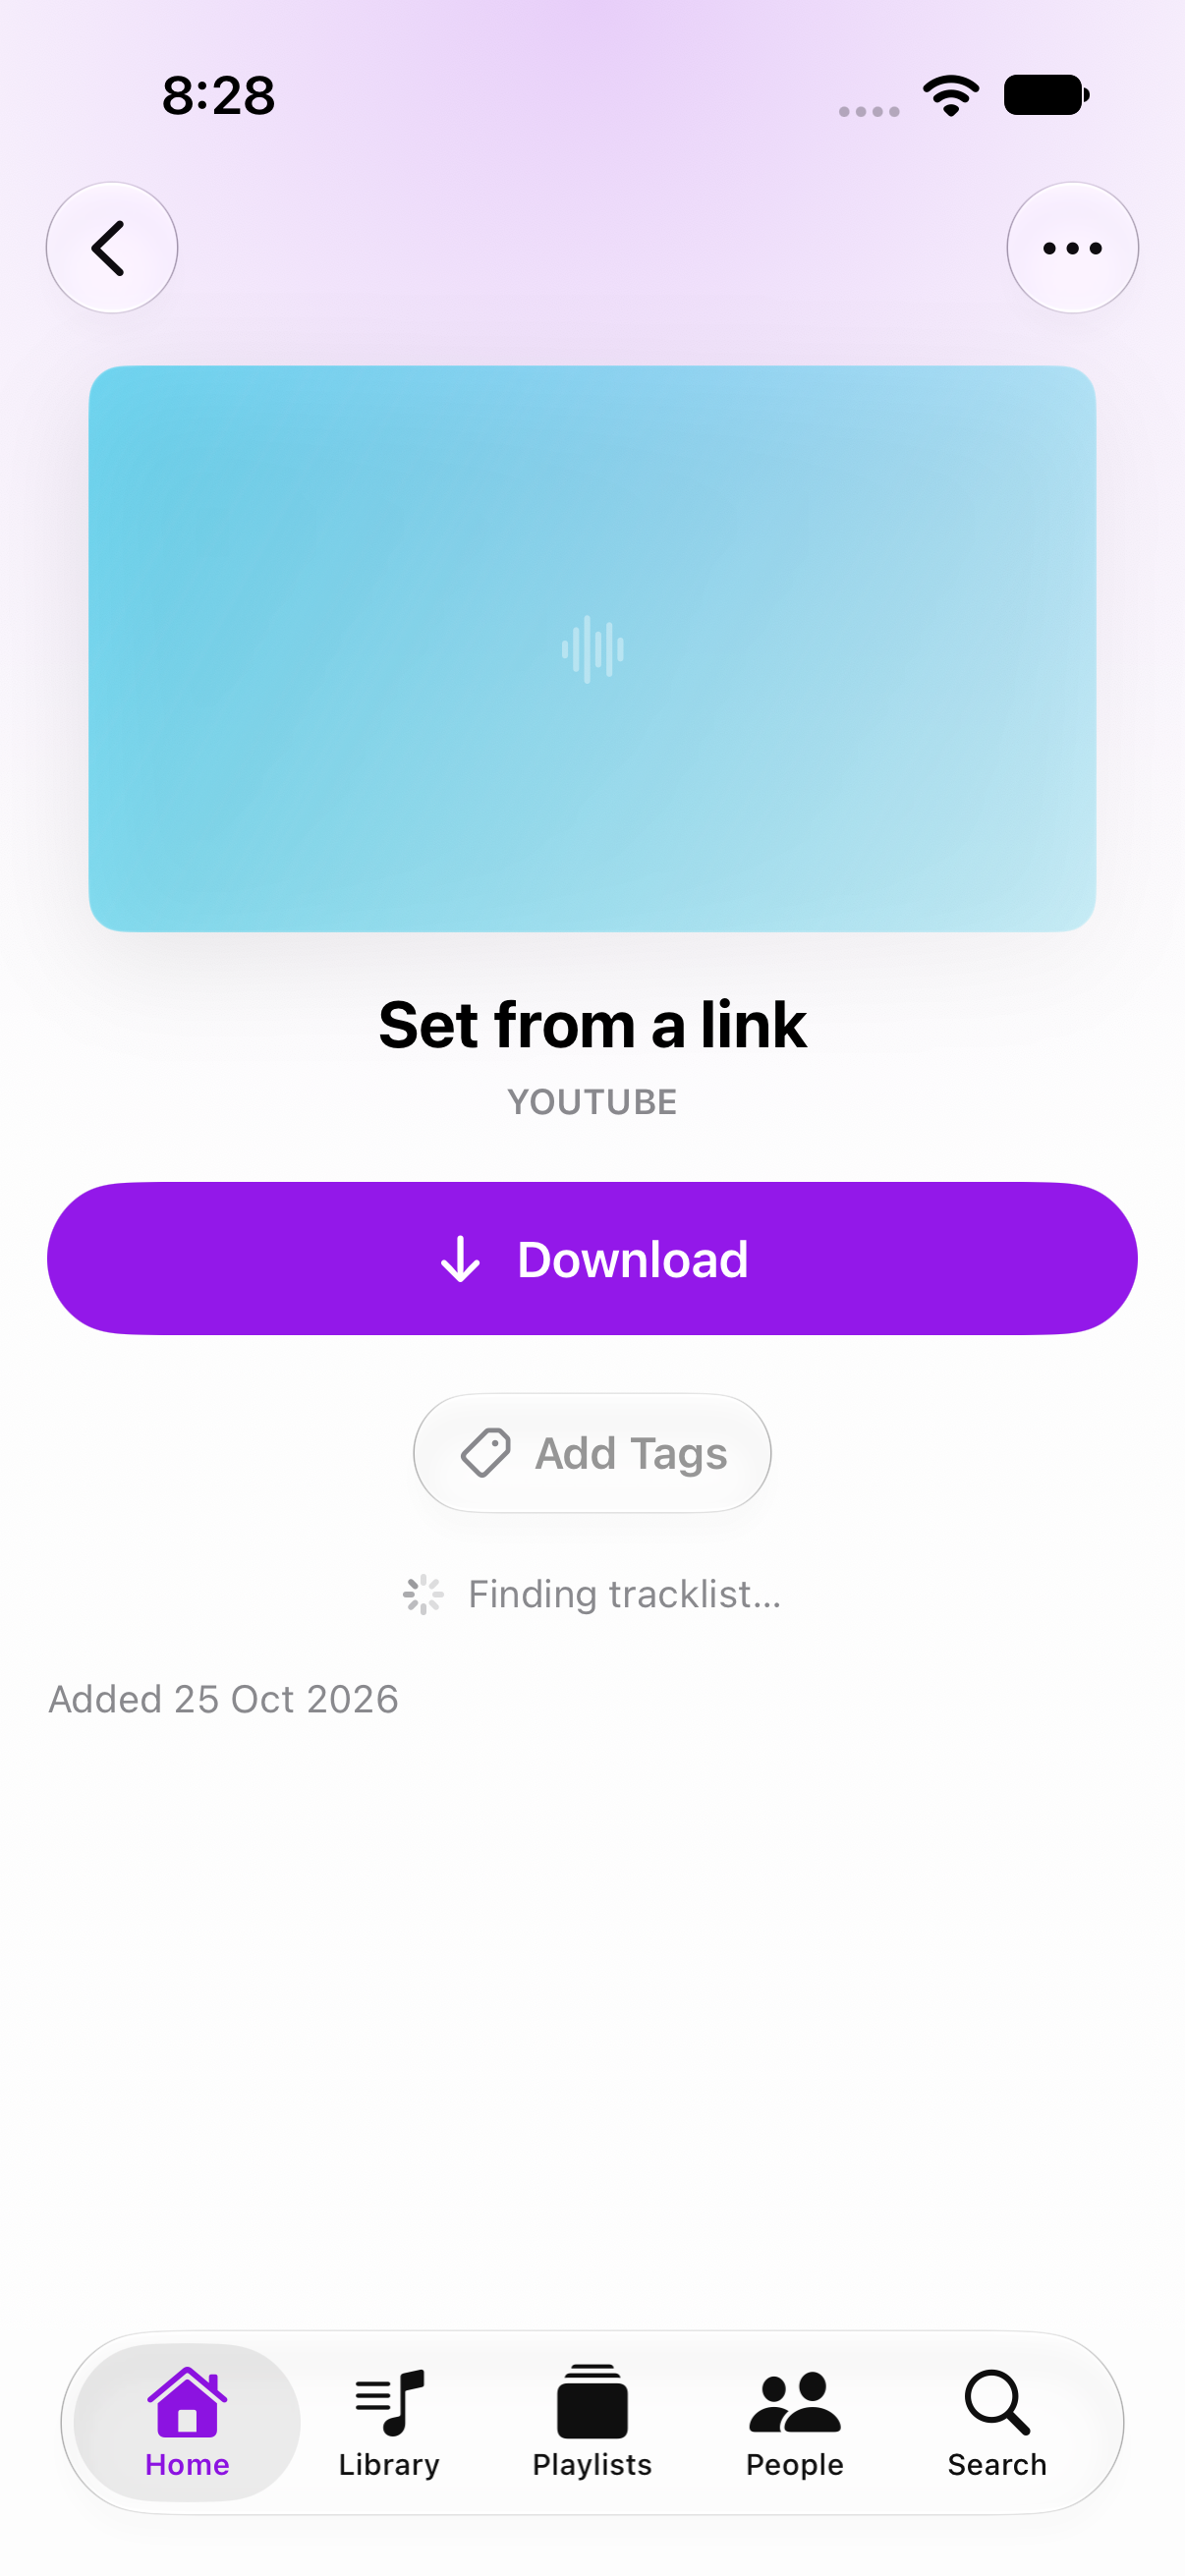 8:28
Set from a link
YOUTUBE
Download
Add Tags
Finding tracklist...
Added 25 Oct 2026
Home
Library
Playlists
People
Search